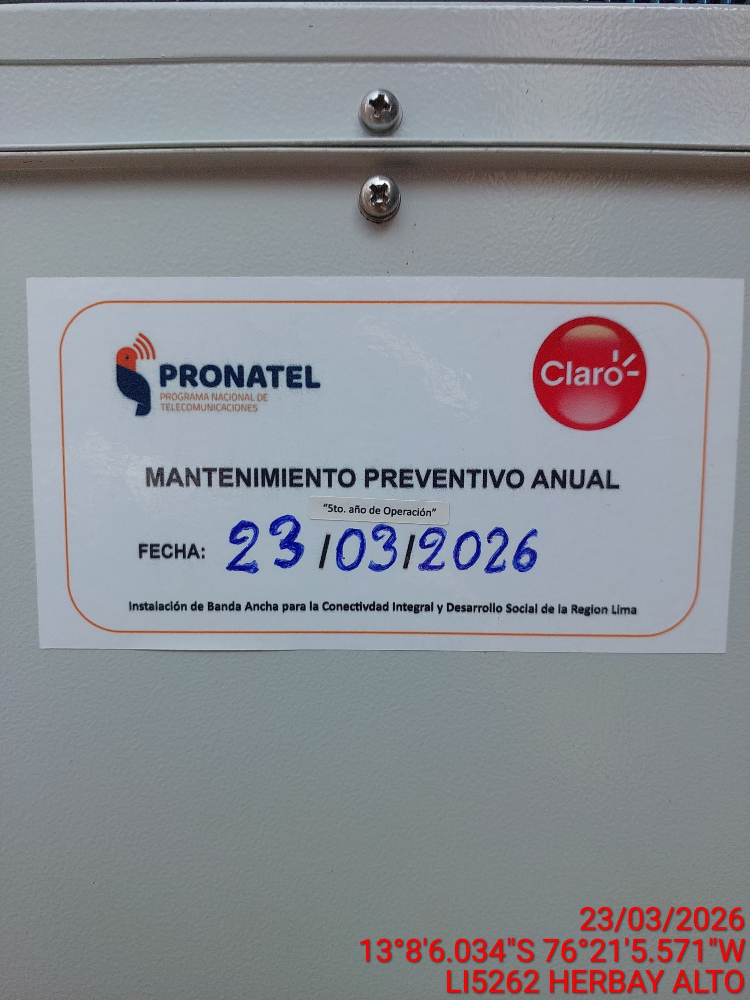 PRONATEL
PROGRAMA NACIONAL DE
TELECOMUNICACIONES
Claro
MANTENIMIENTO PREVENTIVO ANUAL
“5to. año de Operación”
FECHA: 23/03/2026
Instalación de Banda Ancha para la Conectivdad Integral y Desarrollo Social de la Region Lima
23/03/2026
13°8'6.034"S 76°21'5.571"W
LI5262 HERBAY ALTO